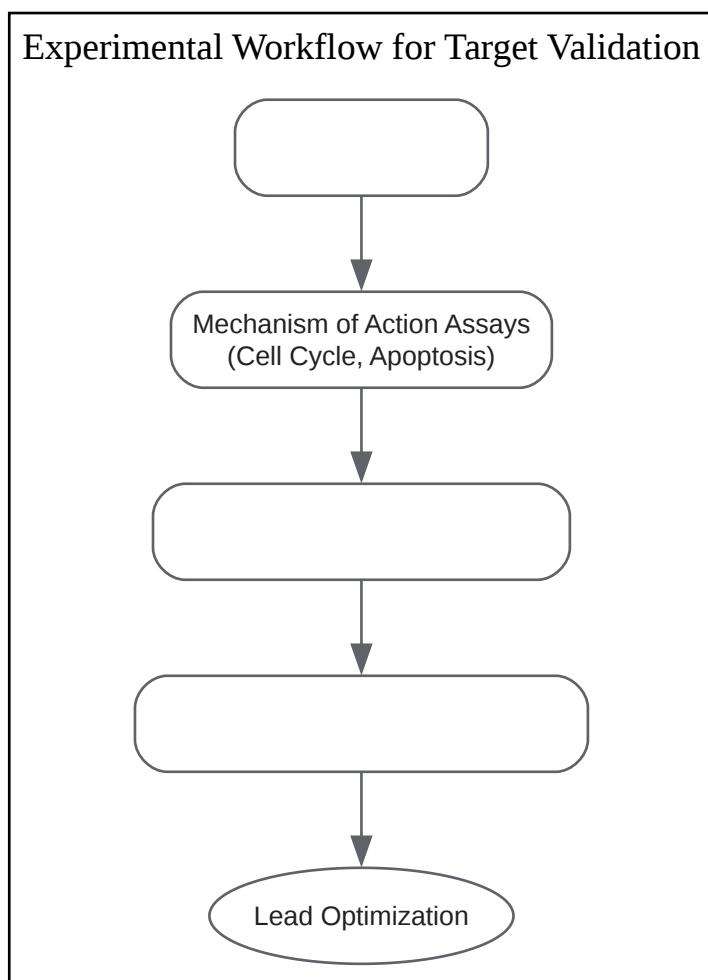 Experimental Workflow for Target Validation
Mechanism of Action Assays
(Cell Cycle, Apoptosis)
Lead Optimization